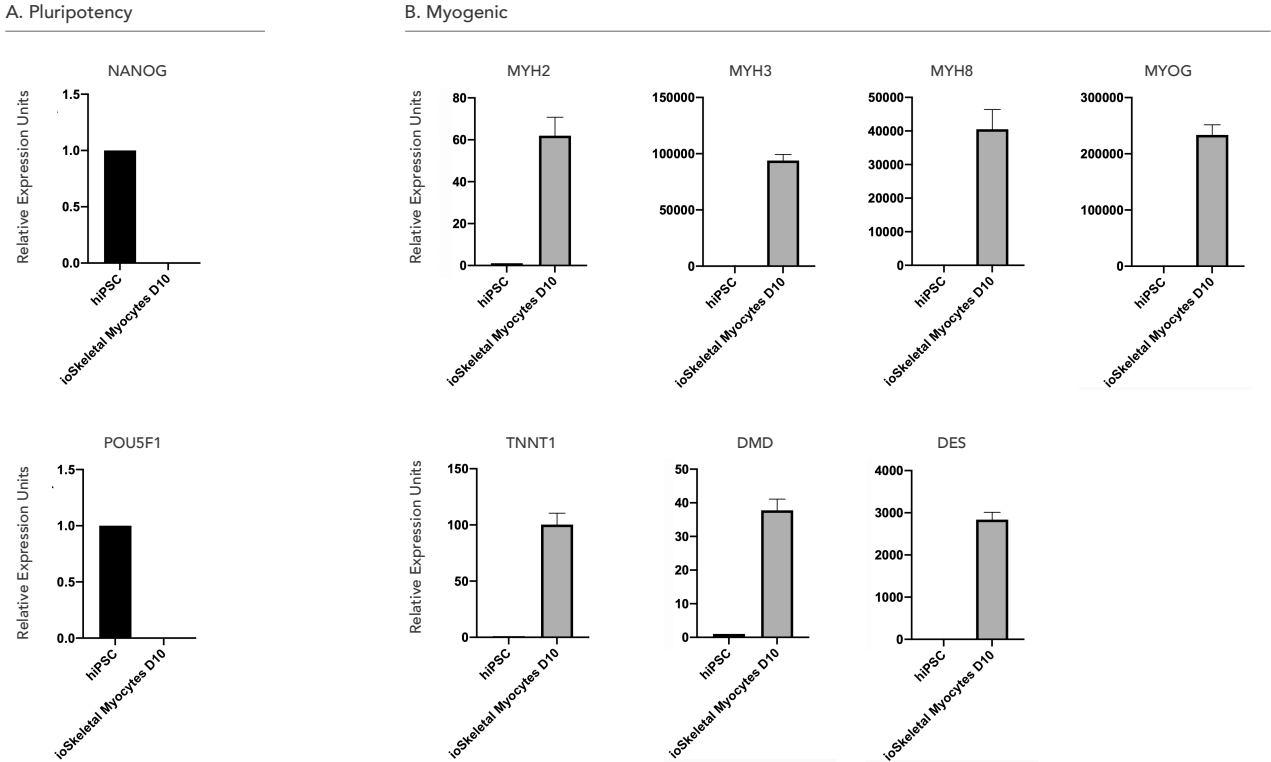 A. Pluripotency
B. Myogenic
NANOG
Relative Expression Units
1.5
1.0
0.5
0.0
hiPSC
ioSkeletal Myocytes D10
MYH2
Relative Expression Units
80
60
40
20
0
hiPSC
ioSkeletal Myocytes D10
MYH3
150000
100000
50000
0
hiPSC
ioSkeletal Myocytes D10
MYH8
50000
40000
30000
20000
10000
0
hiPSC
ioSkeletal Myocytes D10
MYOG
300000
200000
100000
0
hiPSC
ioSkeletal Myocytes D10
POU5F1
Relative Expression Units
1.5
1.0
0.5
0.0
hiPSC
ioSkeletal Myocytes D10
TNNT1
Relative Expression Units
150
100
50
0
hiPSC
ioSkeletal Myocytes D10
DMD
50
40
30
20
10
0
hiPSC
ioSkeletal Myocytes D10
DES
4000
3000
2000
1000
0
hiPSC
ioSkeletal Myocytes D10